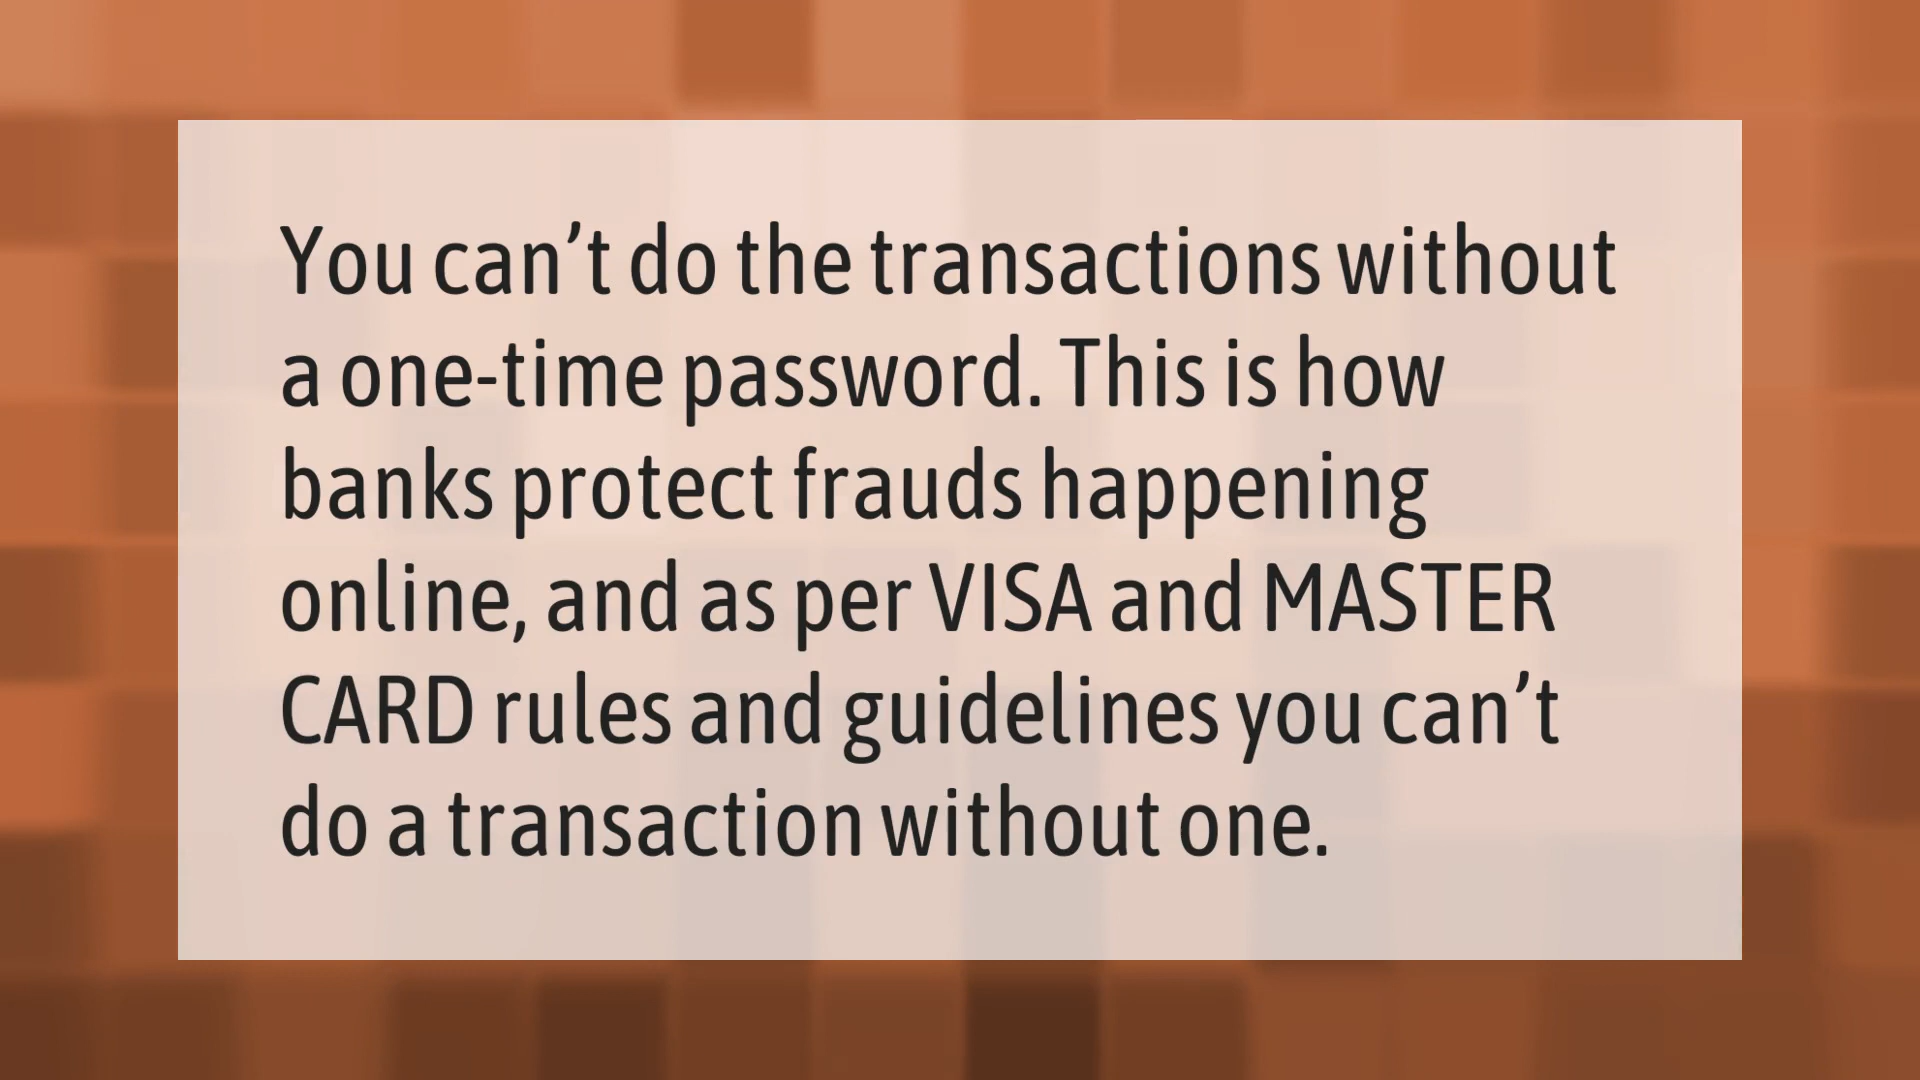 You can’t do the transactions without
a one-time password. This is how
banks protect frauds happening
online, and as per VISA and MASTER
CARD rules and guidelines you can’t
do a transaction without one.